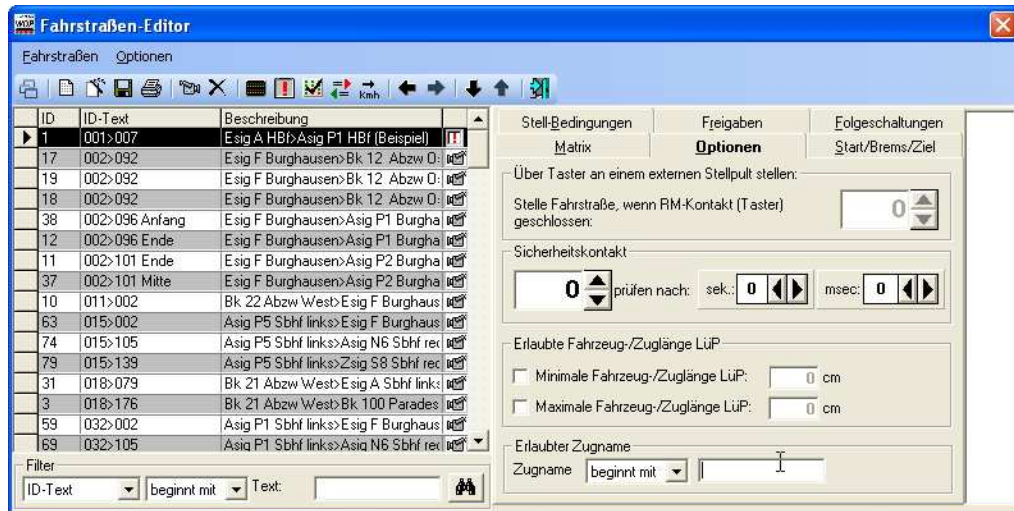 WDP Fahrstraßen-Editor
Fahrstraßen Optionen
Kmh
ID ID-Text Beschreibung
1 001>007 Esig A HBf>Asig P1 HBf (Beispiel)
17 002>092 Esig F Burghausen>Bk 12 Abzw O
19 002>092 Esig F Burghausen>Bk 12 Abzw O
18 002>092 Esig F Burghausen>Bk 12 Abzw O
38 002>096 Anfang Esig F Burghausen>Asig P1 Burgha
12 002>096 Ende Esig F Burghausen>Asig P1 Burgha
11 002>101 Ende Esig F Burghausen>Asig P2 Burgha
37 002>101 Mitte Esig F Burghausen>Asig P2 Burgha
10 011>002 Bk 22 Abzw West>Esig F Burghaus
63 015>002 Asig P5 Sbhf links>Esig F Burghaus
74 015>105 Asig P5 Sbhf links>Asig N6 Sbhf rec
79 015>139 Asig P5 Sbhf links>Zsig S8 Sbhf rec
31 018>079 Bk 21 Abzw West>Esig A Sbhf links
3 018>176 Bk 21 Abzw West>Bk 100 Parades
59 032>002 Asig P1 Sbhf links>Esig F Burghaus
69 032>105 Asig P1 Sbhf links>Asig N6 Sbhf rec
Filter
ID-Text beginnt mit Text:
Stell-Bedingungen Freigaben Folgeschaltungen
Matrix Optionen Start/Brems/Ziel
Über Taster an einem externen Stellpult stellen:
Stelle Fahrstraße, wenn RM-Kontakt (Taster)
geschlossen: 0
Sicherheitskontakt
0 prüfen nach: sek.: 0 msec: 0
Erlaubte Fahrzeug-/Zuglänge LüP
Minimale Fahrzeug-/Zuglänge LüP: 0 cm
Maximale Fahrzeug-/Zuglänge LüP: 0 cm
Erlaubter Zugname
Zugname beginnt mit